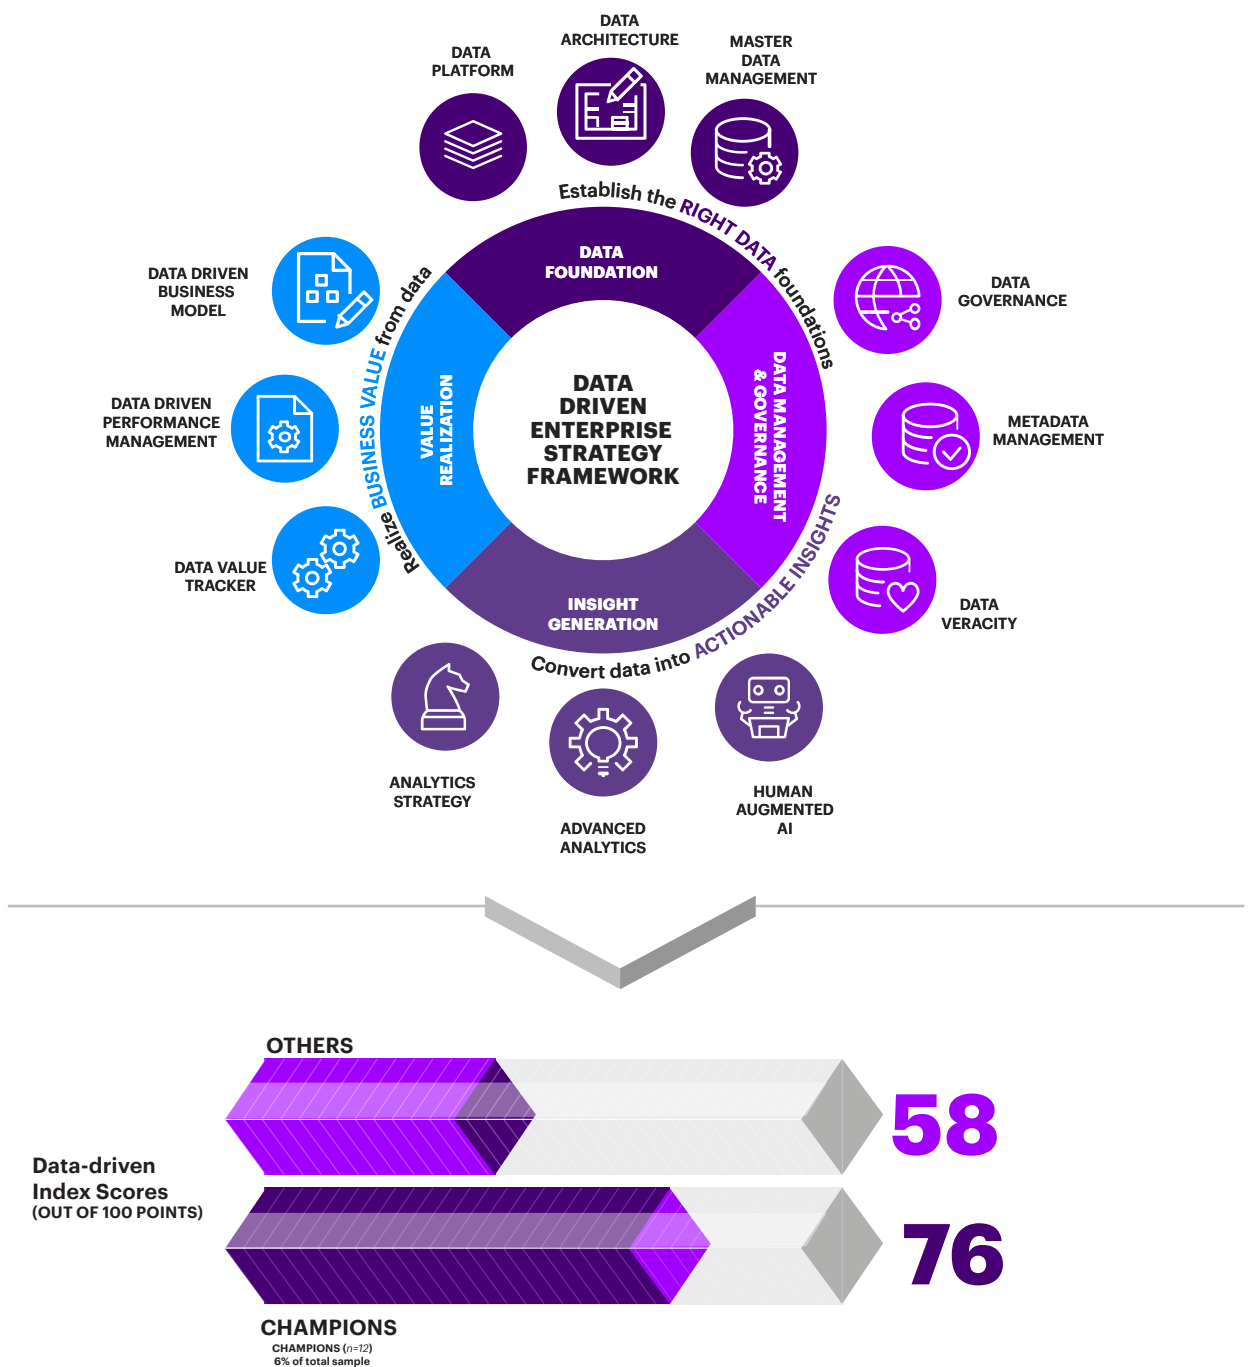 DATA
ARCHITECTURE
DATA
PLATFORM
MASTER
DATA
MANAGEMENT
Establish the RIGHT DATA foundations
DATA
FOUNDATION
DATA DRIVEN
BUSINESS
MODEL
DATA
GOVERNANCE
Realize BUSINESS VALUE from data
VALUE
REALIZATION
DATA
DRIVEN
ENTERPRISE
STRATEGY
FRAMEWORK
DATA MANAGEMENT
& GOVERNANCE
DATA DRIVEN
PERFORMANCE
MANAGEMENT
METADATA
MANAGEMENT
DATA VALUE
TRACKER
DATA
VERACITY
INSIGHT
GENERATION
Convert data into ACTIONABLE INSIGHTS
ANALYTICS
STRATEGY
ADVANCED
ANALYTICS
HUMAN
AUGMENTED
AI
OTHERS
58
Data-driven
Index Scores
(OUT OF 100 POINTS)
76
CHAMPIONS
CHAMPIONS (n=12)
6% of total sample